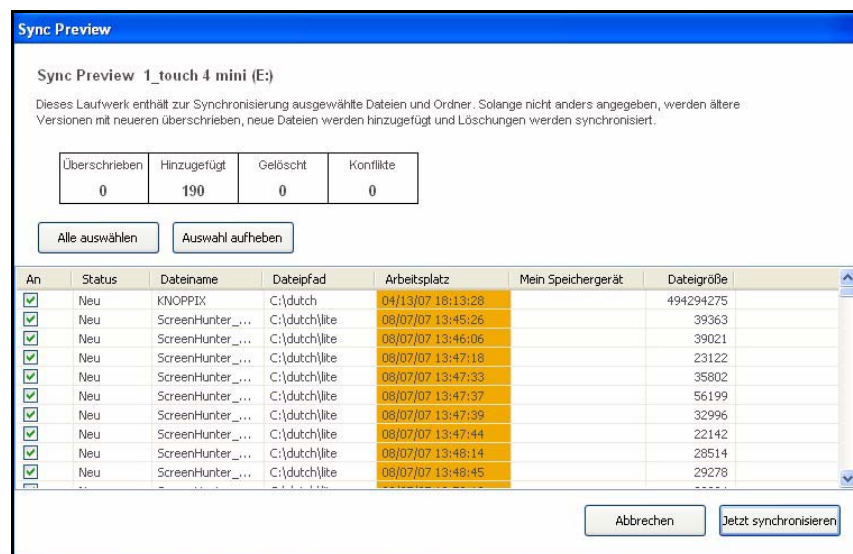 Sync Preview
Sync Preview 1_touch 4 mini (E:)
Dieses Laufwerk enthält zur Synchronisierung ausgewählte Dateien und Ordner. Solange nicht anders angegeben, werden ältere
Versionen mit neueren überschrieben, neue Dateien werden hinzugefügt und Löschungen werden synchronisiert.
Überschrieben Hinzugefügt Gelöscht Konflikte
0 190 0 0
Alle auswählen Auswahl aufheben
An Status Dateiname Dateipfad Arbeitsplatz Mein Speichergerät Dateigröße
Neu KNOPPIX C:\dutch 04/13/07 18:13:28 494294275
Neu ScreenHunter_... C:\dutch\lite 08/07/07 13:45:26 39363
Neu ScreenHunter_... C:\dutch\lite 08/07/07 13:46:06 39021
Neu ScreenHunter_... C:\dutch\lite 08/07/07 13:47:18 23122
Neu ScreenHunter_... C:\dutch\lite 08/07/07 13:47:33 35802
Neu ScreenHunter_... C:\dutch\lite 08/07/07 13:47:37 56199
Neu ScreenHunter_... C:\dutch\lite 08/07/07 13:47:39 32996
Neu ScreenHunter_... C:\dutch\lite 08/07/07 13:47:44 22142
Neu ScreenHunter_... C:\dutch\lite 08/07/07 13:48:14 28514
Neu ScreenHunter_... C:\dutch\lite 08/07/07 13:48:45 29278
Abbrechen Jetzt synchronisieren